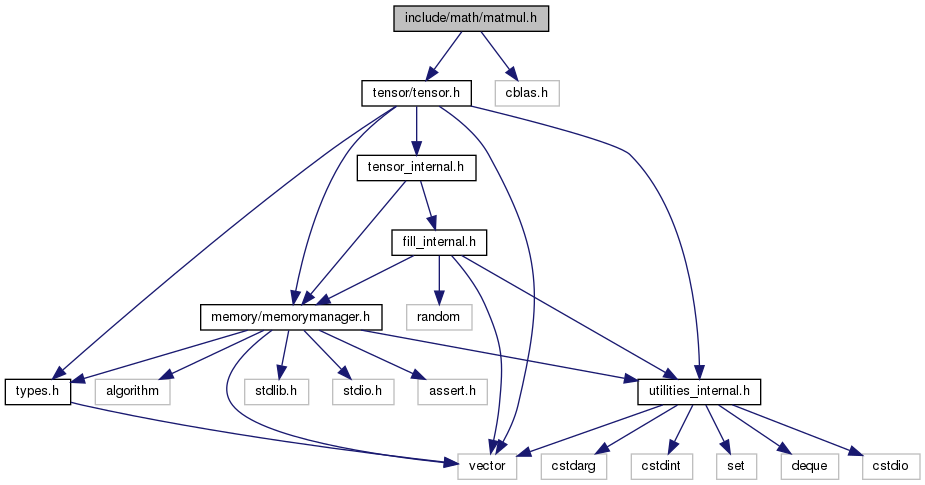 include/math/matmul.h
tensor/tensor.h
cblas.h
tensor_internal.h
fill_internal.h
memory/memorymanager.h
random
types.h
algorithm
stdlib.h
stdio.h
assert.h
utilities_internal.h
vector
cstdarg
cstdint
set
deque
cstdio